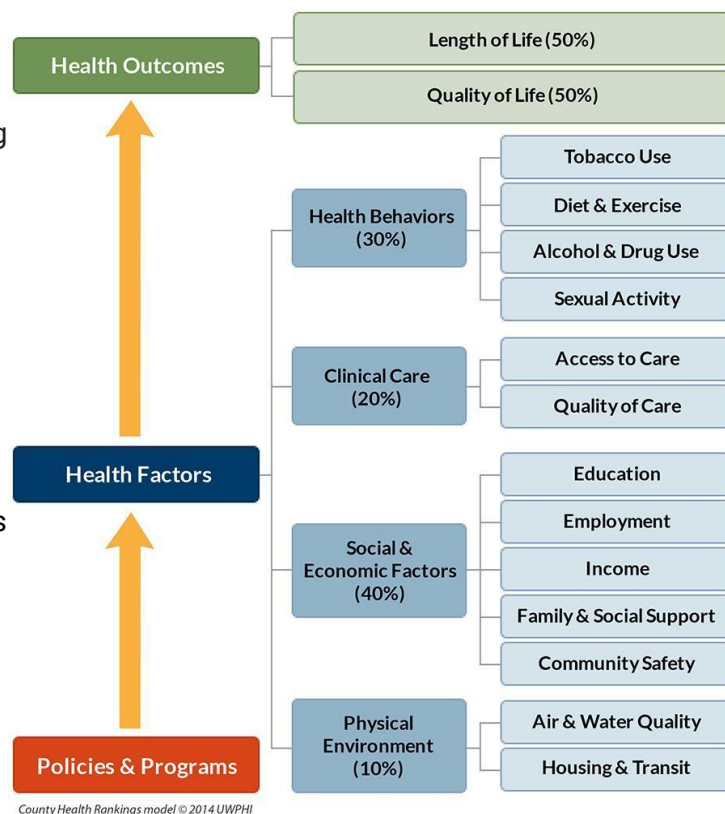 Length of Life (50%)
Health Outcomes
Quality of Life (50%)
g
Tobacco Use
Health Behaviors
(30%)
Diet & Exercise
Alcohol & Drug Use
Sexual Activity
Clinical Care
(20%)
Access to Care
Quality of Care
Health Factors
s
Social &
Economic Factors
(40%)
Education
Employment
Income
Family & Social Support
Community Safety
Physical
Environment
(10%)
Air & Water Quality
Housing & Transit
Policies & Programs
County Health Rankings model © 2014 UWPHI